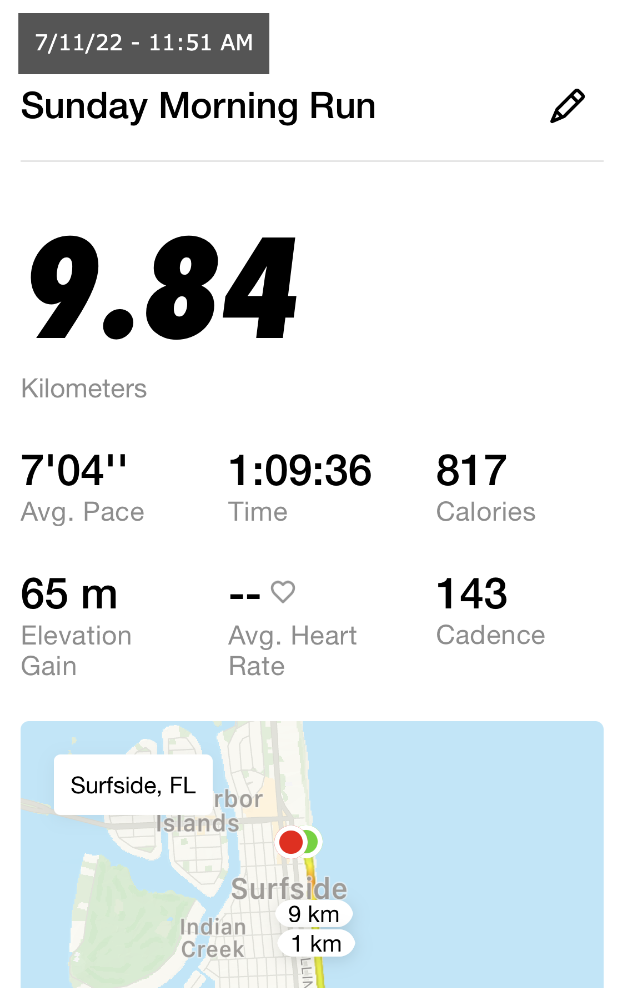 7/11/22 - 11:51 AM
Sunday Morning Run
9.84
Kilometers
7'04''
1:09:36
817
Avg. Pace
Time
Calories
65 m
--
143
Elevation
Gain
Avg. Heart
Rate
Cadence
Surfside, FL
rbor
Islands
Surfside
9 km
Indian
Creek
1 km
LLIN